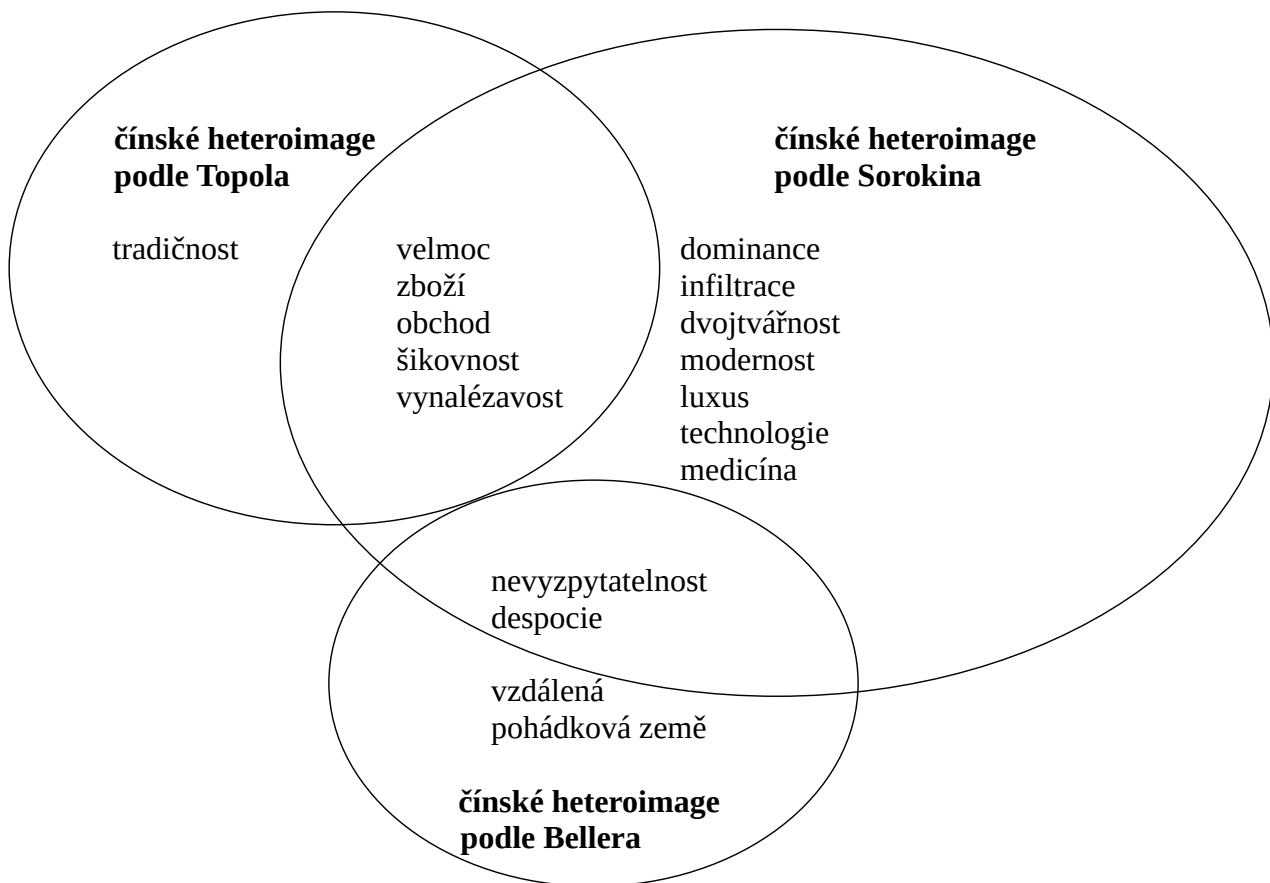 čínské heteroimage
podle Topola
tradičnost
velmoc
zboží
obchod
šikovnost
vynalézavost
čínské heteroimage
podle Sorokina
dominance
infiltrace
dvojtvářnost
modernost
luxus
technologie
medicína
nevyzpytatelnost
despocie
vzdálená
pohádková země
čínské heteroimage
podle Bellera